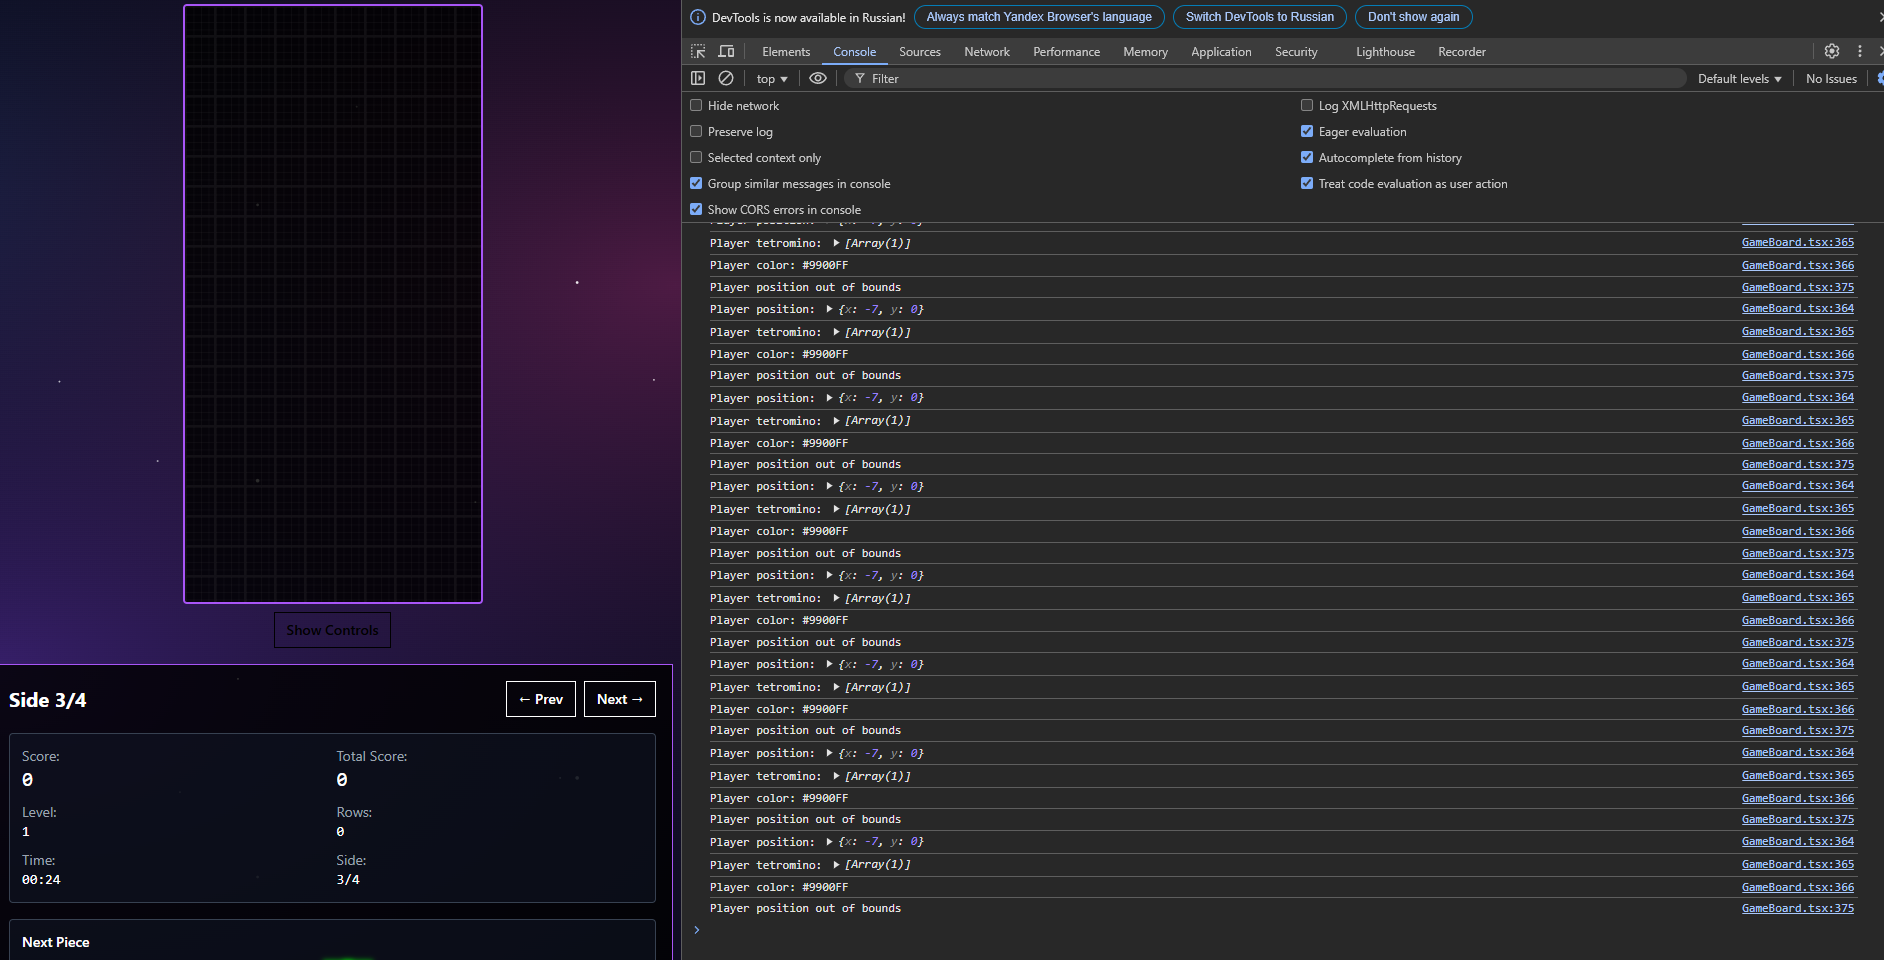 DevTools is now available in Russian! Always match Yandex Browser's language Switch DevTools to Russian Don't show again
Elements Console Sources Network Performance Memory Application Security Lighthouse Recorder
top Filter Default levels No Issues
Hide network Log XMLHttpRequests
Preserve log Eager evaluation
Selected context only Autocomplete from history
Group similar messages in console Treat code evaluation as user action
Show CORS errors in console
Player tetromino: [Array(1)] GameBoard.tsx:365
Player color: #9900FF GameBoard.tsx:366
Player position out of bounds GameBoard.tsx:375
Player position: {x: -7, y: 0} GameBoard.tsx:364
Player tetromino: [Array(1)] GameBoard.tsx:365
Player color: #9900FF GameBoard.tsx:366
Player position out of bounds GameBoard.tsx:375
Player position: {x: -7, y: 0} GameBoard.tsx:364
Player tetromino: [Array(1)] GameBoard.tsx:365
Player color: #9900FF GameBoard.tsx:366
Player position out of bounds GameBoard.tsx:375
Player position: {x: -7, y: 0} GameBoard.tsx:364
Player tetromino: [Array(1)] GameBoard.tsx:365
Player color: #9900FF GameBoard.tsx:366
Player position out of bounds GameBoard.tsx:375
Player position: {x: -7, y: 0} GameBoard.tsx:364
Player tetromino: [Array(1)] GameBoard.tsx:365
Player color: #9900FF GameBoard.tsx:366
Player position out of bounds GameBoard.tsx:375
Player position: {x: -7, y: 0} GameBoard.tsx:364
Player tetromino: [Array(1)] GameBoard.tsx:365
Player color: #9900FF GameBoard.tsx:366
Player position out of bounds GameBoard.tsx:375
Player position: {x: -7, y: 0} GameBoard.tsx:364
Player tetromino: [Array(1)] GameBoard.tsx:365
Player color: #9900FF GameBoard.tsx:366
Player position out of bounds GameBoard.tsx:375
Player position: {x: -7, y: 0} GameBoard.tsx:364
Player tetromino: [Array(1)] GameBoard.tsx:365
Player color: #9900FF GameBoard.tsx:366
Player position out of bounds GameBoard.tsx:375
Show Controls
Side 3/4 ← Prev Next →
Score: Total Score:
0 0
Level: Rows:
1 0
Time: Side:
00:24 3/4
Next Piece